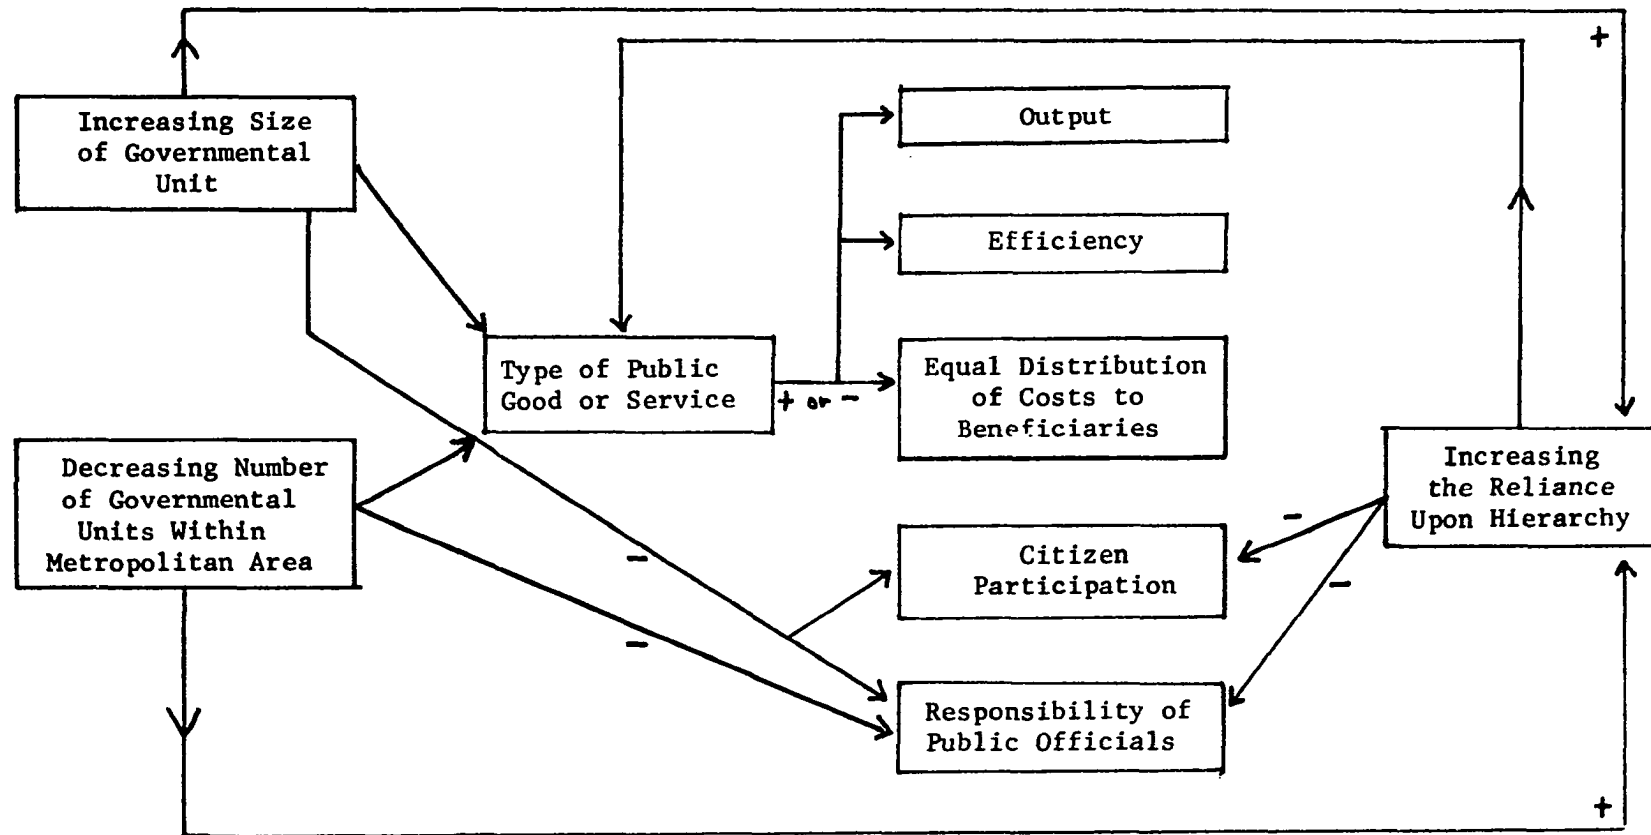 +
Increasing Size
of Governmental
Unit
Output
Efficiency
Type of Public
Good or Service
+ or -
Equal Distribution
of Costs to
Beneficiaries
Decreasing Number
of Governmental
Units Within
Metropolitan Area
Increasing
the Reliance
Upon Hierarchy
-
-
Citizen
Participation
-
-
Responsibility of
Public Officials
+